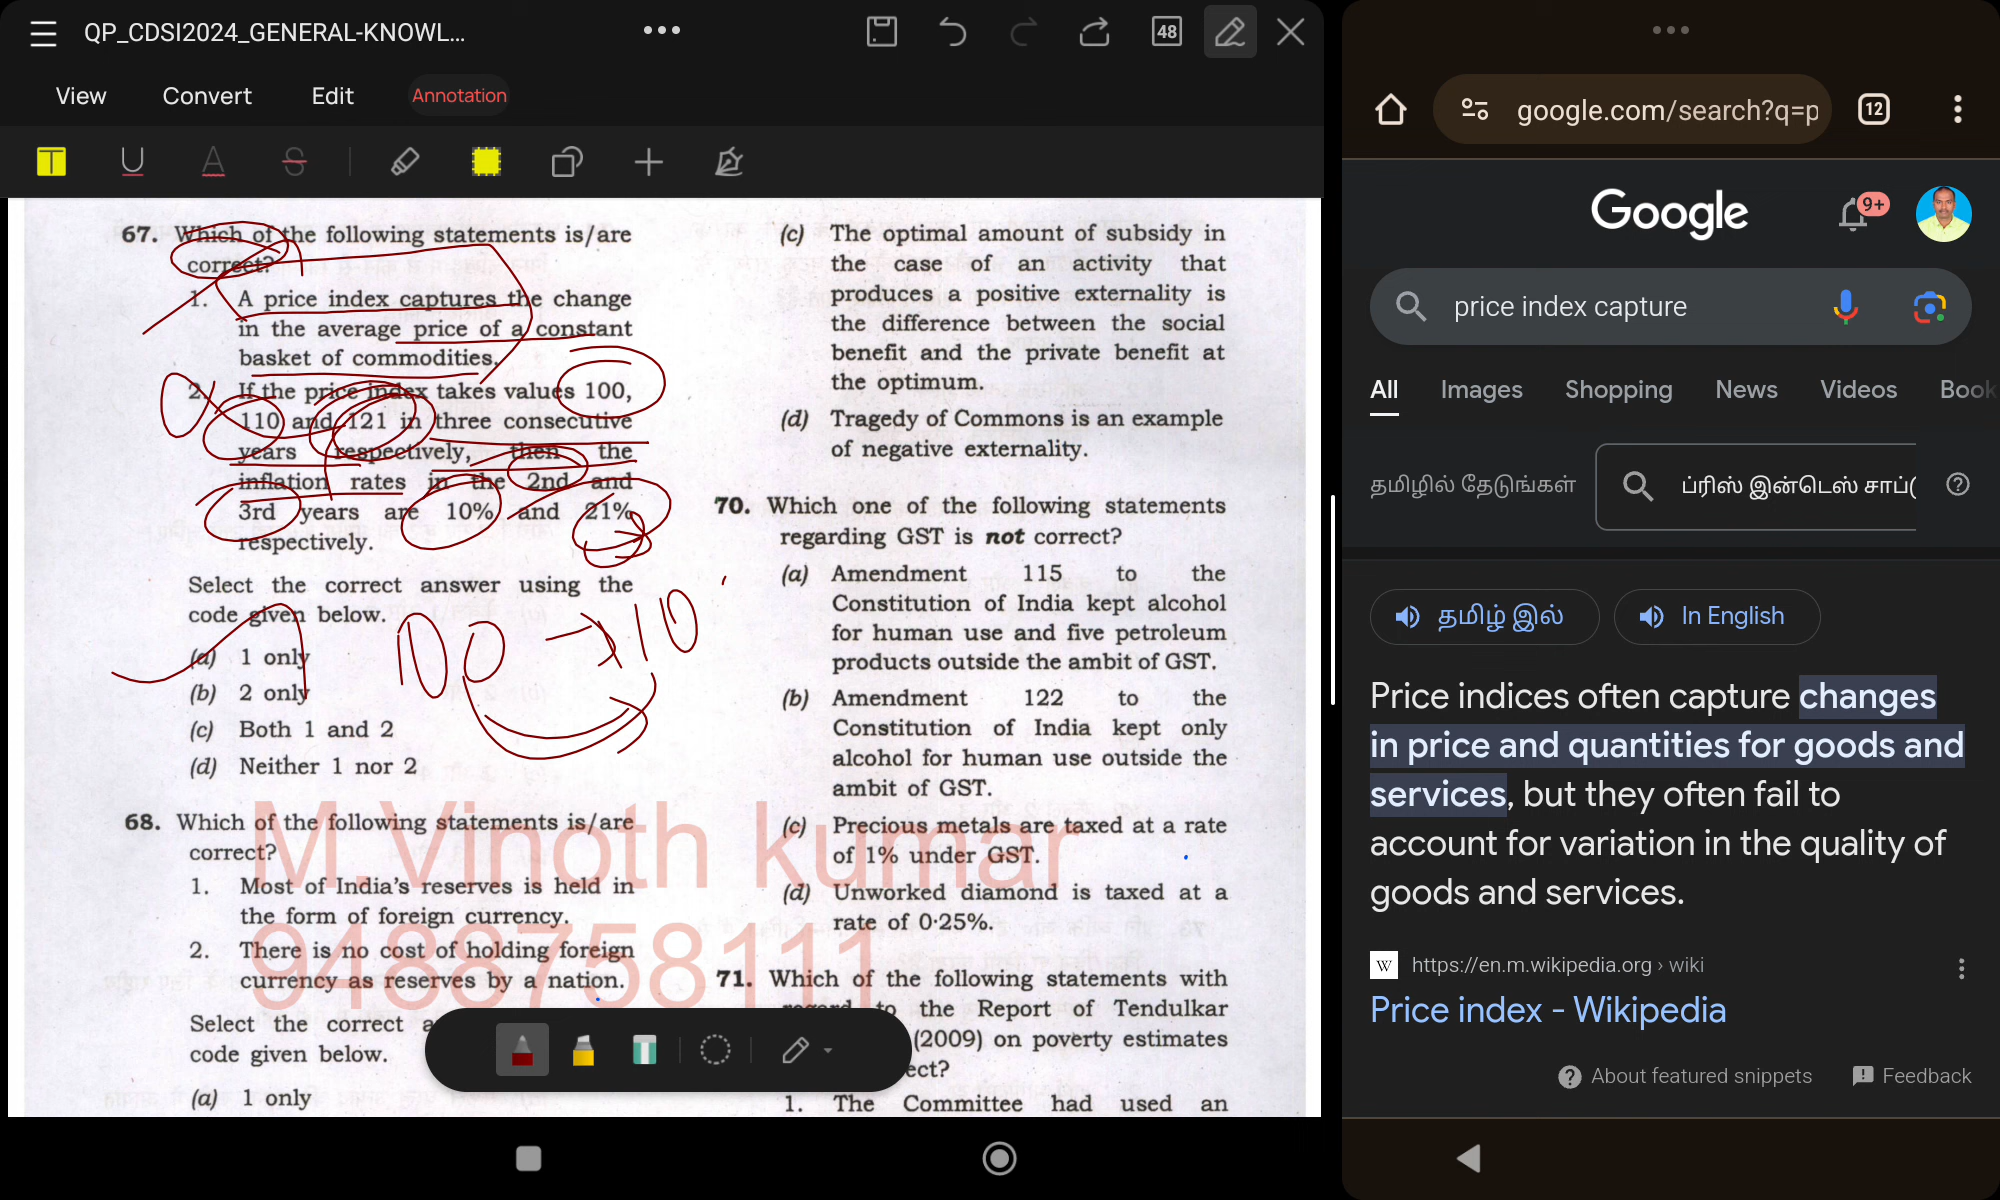 QP_CDSI2024_GENERAL-KNOWL...
48
View
Convert
Edit
Annotation
67. Which of the following statements is/are
correct?
1. A price index captures the change
in the average price of a constant
basket of commodities.
2. If the price index takes values 100,
110 and 121 in three consecutive
years respectively, then the
inflation rates in the 2nd and
3rd years are 10% and 21%
respectively.
Select the correct answer using the
code given below.
(a) 1 only
(b) 2 only
(c) Both 1 and 2
(d) Neither 1 nor 2
100 → 110
68. Which of the following statements is/are
correct?
1. Most of India's reserves is held in
the form of foreign currency.
2. There is no cost of holding foreign
currency as reserves by a nation.
Select the correct a
code given below.
(a) 1 only
M.Vinoth kumar
9488758111
(c) The optimal amount of subsidy in
the case of an activity that
produces a positive externality is
the difference between the social
benefit and the private benefit at
the optimum.
(d) Tragedy of Commons is an example
of negative externality.
70. Which one of the following statements
regarding GST is not correct?
(a) Amendment 115 to the
Constitution of India kept alcohol
for human use and five petroleum
products outside the ambit of GST.
(b) Amendment 122 to the
Constitution of India kept only
alcohol for human use outside the
ambit of GST.
(c) Precious metals are taxed at a rate
of 1% under GST.
(d) Unworked diamond is taxed at a
rate of 0·25%.
71. Which of the following statements with
regard to the Report of Tendulkar
(2009) on poverty estimates
ect?
1. The Committee had used an
google.com/search?q=p
12
Google
9+
price index capture
All
Images
Shopping
News
Videos
Book
தமிழில் தேடுங்கள்
ப்ரிஸ் இன்டெஸ் சாப்(
தமிழ் இல்
In English
Price indices often capture changes
in price and quantities for goods and
services, but they often fail to
account for variation in the quality of
goods and services.
W
https://en.m.wikipedia.org › wiki
Price index - Wikipedia
About featured snippets
Feedback